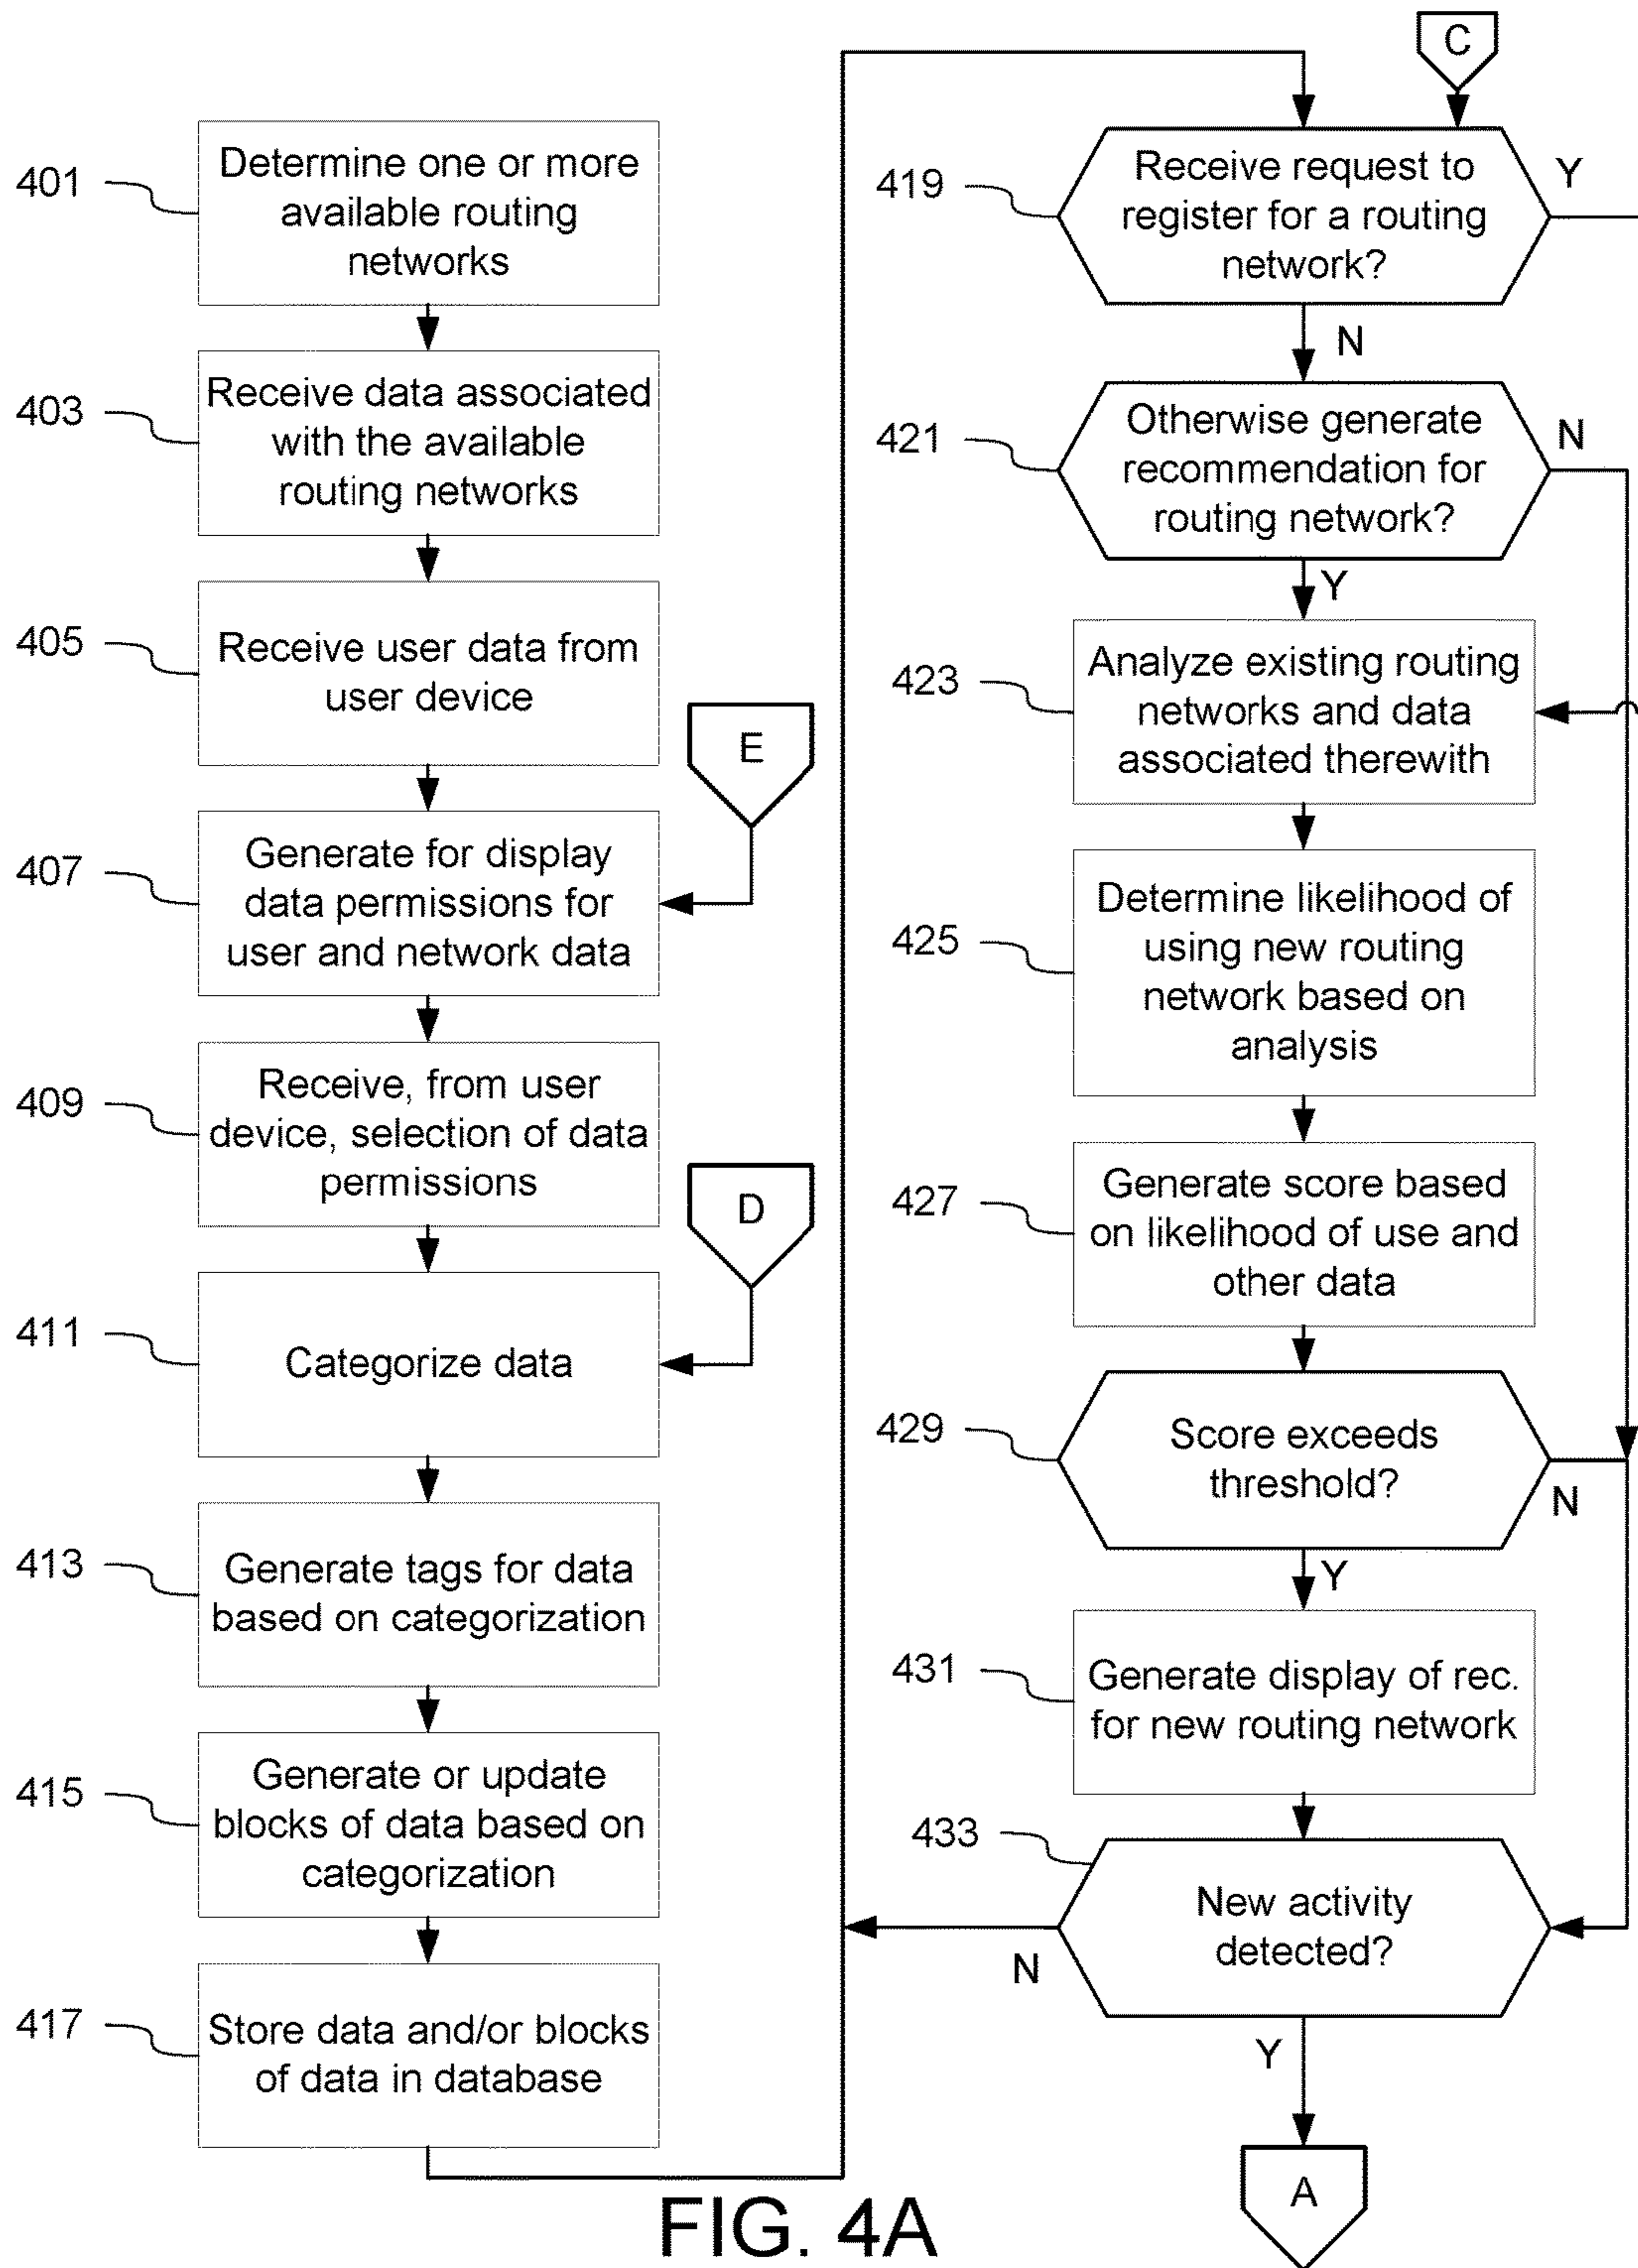 401
Determine one or more
available routing
networks
403
Receive data associated
with the available
routing networks
405
Receive user data from
user device
E
407
Generate for display
data permissions for
user and network data
409
Receive, from user
device, selection of data
permissions
D
411
Categorize data
413
Generate tags for data
based on categorization
415
Generate or update
blocks of data based on
categorization
417
Store data and/or blocks
of data in database
C
419
Receive request to
register for a routing
network?
Y
N
421
Otherwise generate
recommendation for
routing network?
N
Y
423
Analyze existing routing
networks and data
associated therewith
425
Determine likelihood of
using new routing
network based on
analysis
427
Generate score based
on likelihood of use and
other data
429
Score exceeds
threshold?
N
Y
431
Generate display of rec.
for new routing network
433
New activity
detected?
N
Y
A
FIG. 4A